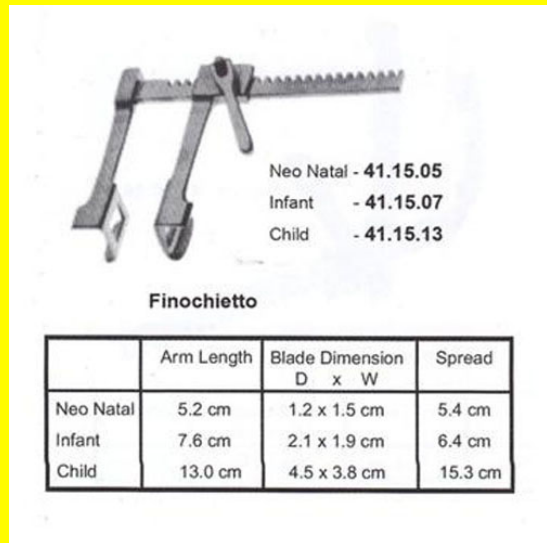 Neo Natal - 41.15.05
Infant - 41.15.07
Child - 41.15.13
Finochietto
Arm Length Blade Dimension Spread
D x W
Neo Natal 5.2 cm 1.2 x 1.5 cm 5.4 cm
Infant 7.6 cm 2.1 x 1.9 cm 6.4 cm
Child 13.0 cm 4.5 x 3.8 cm 15.3 cm